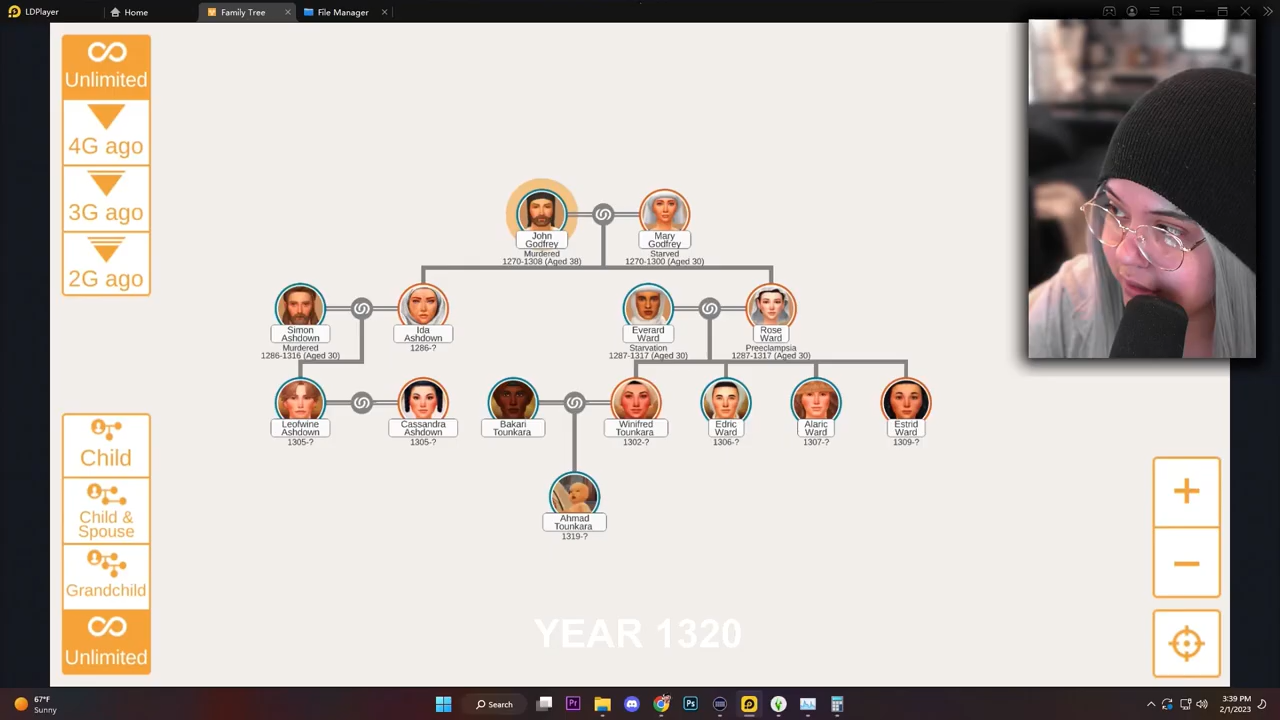 LDPlayer
Home
Family Tree
File Manager
Unlimited
4G ago
3G ago
2G ago
John
Godfrey
Murdered
1270-1308 (Aged 38)
Mary
Godfrey
Starved
1270-1300 (Aged 30)
Simon
Ashdown
Murdered
1286-1316 (Aged 30)
Ida
Ashdown
1286-?
Everard
Ward
Starvation
1287-1317 (Aged 30)
Rose
Ward
Preeclampsia
1287-1317 (Aged 30)
Leofwine
Ashdown
1305-?
Cassandra
Ashdown
1305-?
Bakari
Tounkara
Winifred
Tounkara
1302-?
Edric
Ward
1306-?
Alaric
Ward
1307-?
Estrid
Ward
1309-?
Ahmad
Tounkara
1319-?
Child
Child &
Spouse
Grandchild
Unlimited
YEAR 1320
67°F
Sunny
Search
Pr
Ps
3:39 PM
2/1/2023